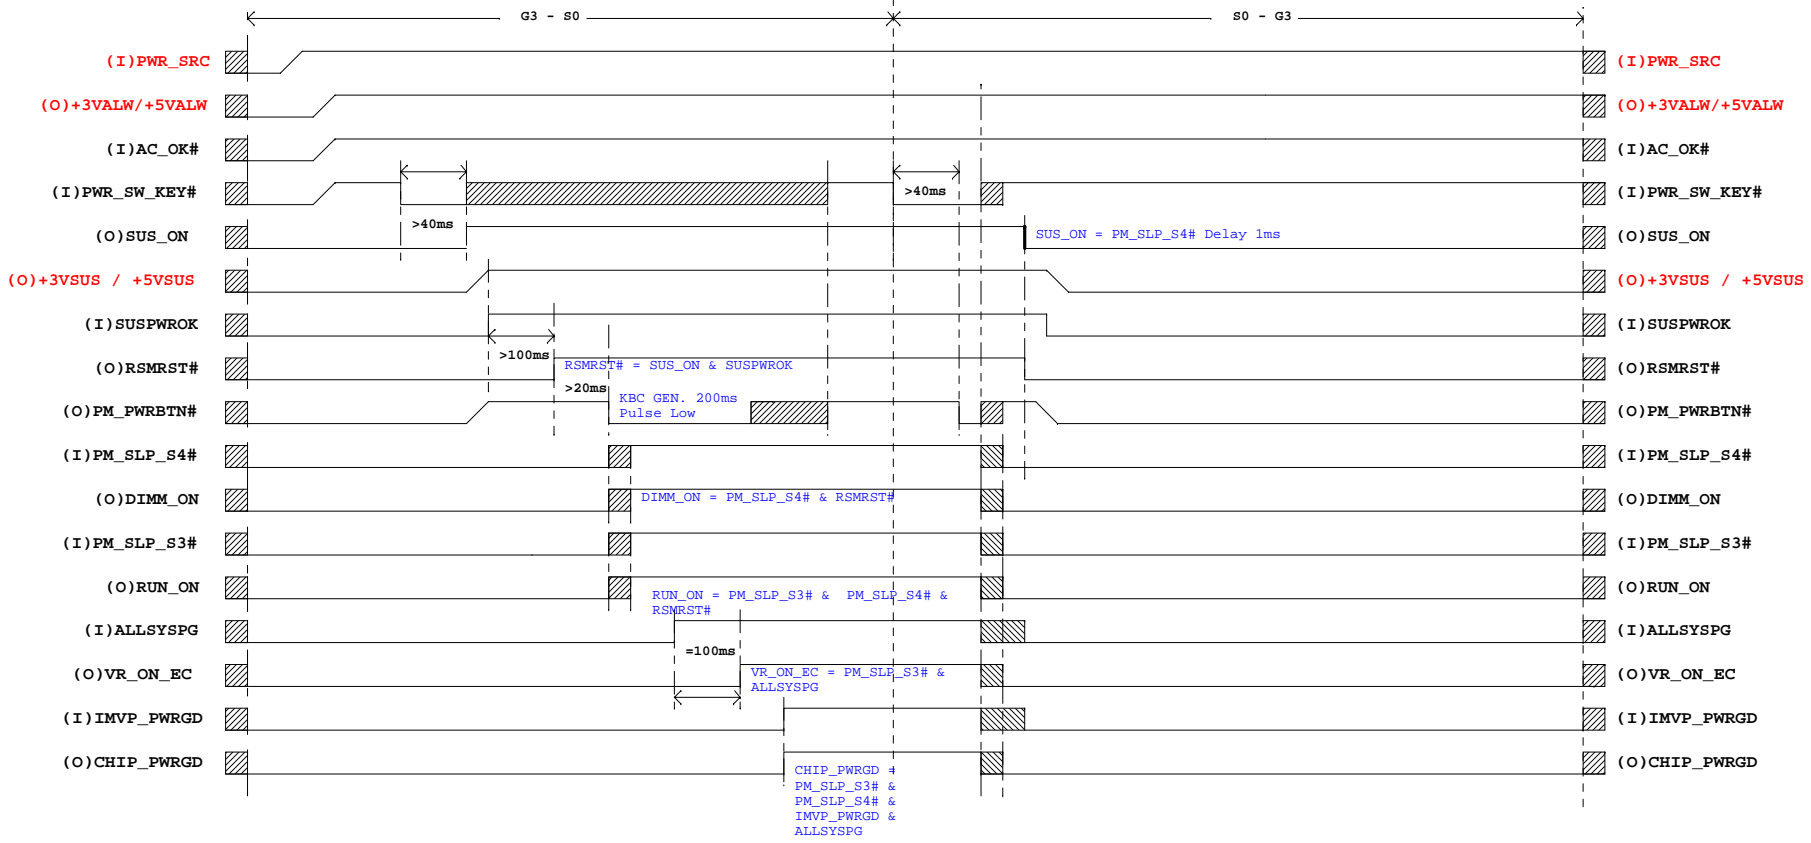 G3 - S0
S0 - G3
(I)PWR_SRC
(I)PWR_SRC
(O)+3VALW/+5VALW
(O)+3VALW/+5VALW
(I)AC_OK#
(I)AC_OK#
(I)PWR_SW_KEY#
>40ms
(I)PWR_SW_KEY#
>40ms
(O)SUS_ON
SUS_ON = PM_SLP_S4# Delay 1ms
(O)SUS_ON
(O)+3VSUS / +5VSUS
(O)+3VSUS / +5VSUS
(I)SUSPWROK
(I)SUSPWROK
>100ms
(O)RSMRST#
RSMRST# = SUS_ON & SUSPWROK
(O)RSMRST#
>20ms
(O)PM_PWRBTN#
KBC GEN. 200ms
Pulse Low
(O)PM_PWRBTN#
(I)PM_SLP_S4#
(I)PM_SLP_S4#
(O)DIMM_ON
DIMM_ON = PM_SLP_S4# & RSMRST#
(O)DIMM_ON
(I)PM_SLP_S3#
(I)PM_SLP_S3#
(O)RUN_ON
RUN_ON = PM_SLP_S3# & PM_SLP_S4# &
RSMRST#
(O)RUN_ON
(I)ALLSYSPG
(I)ALLSYSPG
=100ms
(O)VR_ON_EC
VR_ON_EC = PM_SLP_S3# &
ALLSYSPG
(O)VR_ON_EC
(I)IMVP_PWRGD
(I)IMVP_PWRGD
(O)CHIP_PWRGD
(O)CHIP_PWRGD
CHIP_PWRGD =
PM_SLP_S3# &
PM_SLP_S4# &
IMVP_PWRGD &
ALLSYSPG